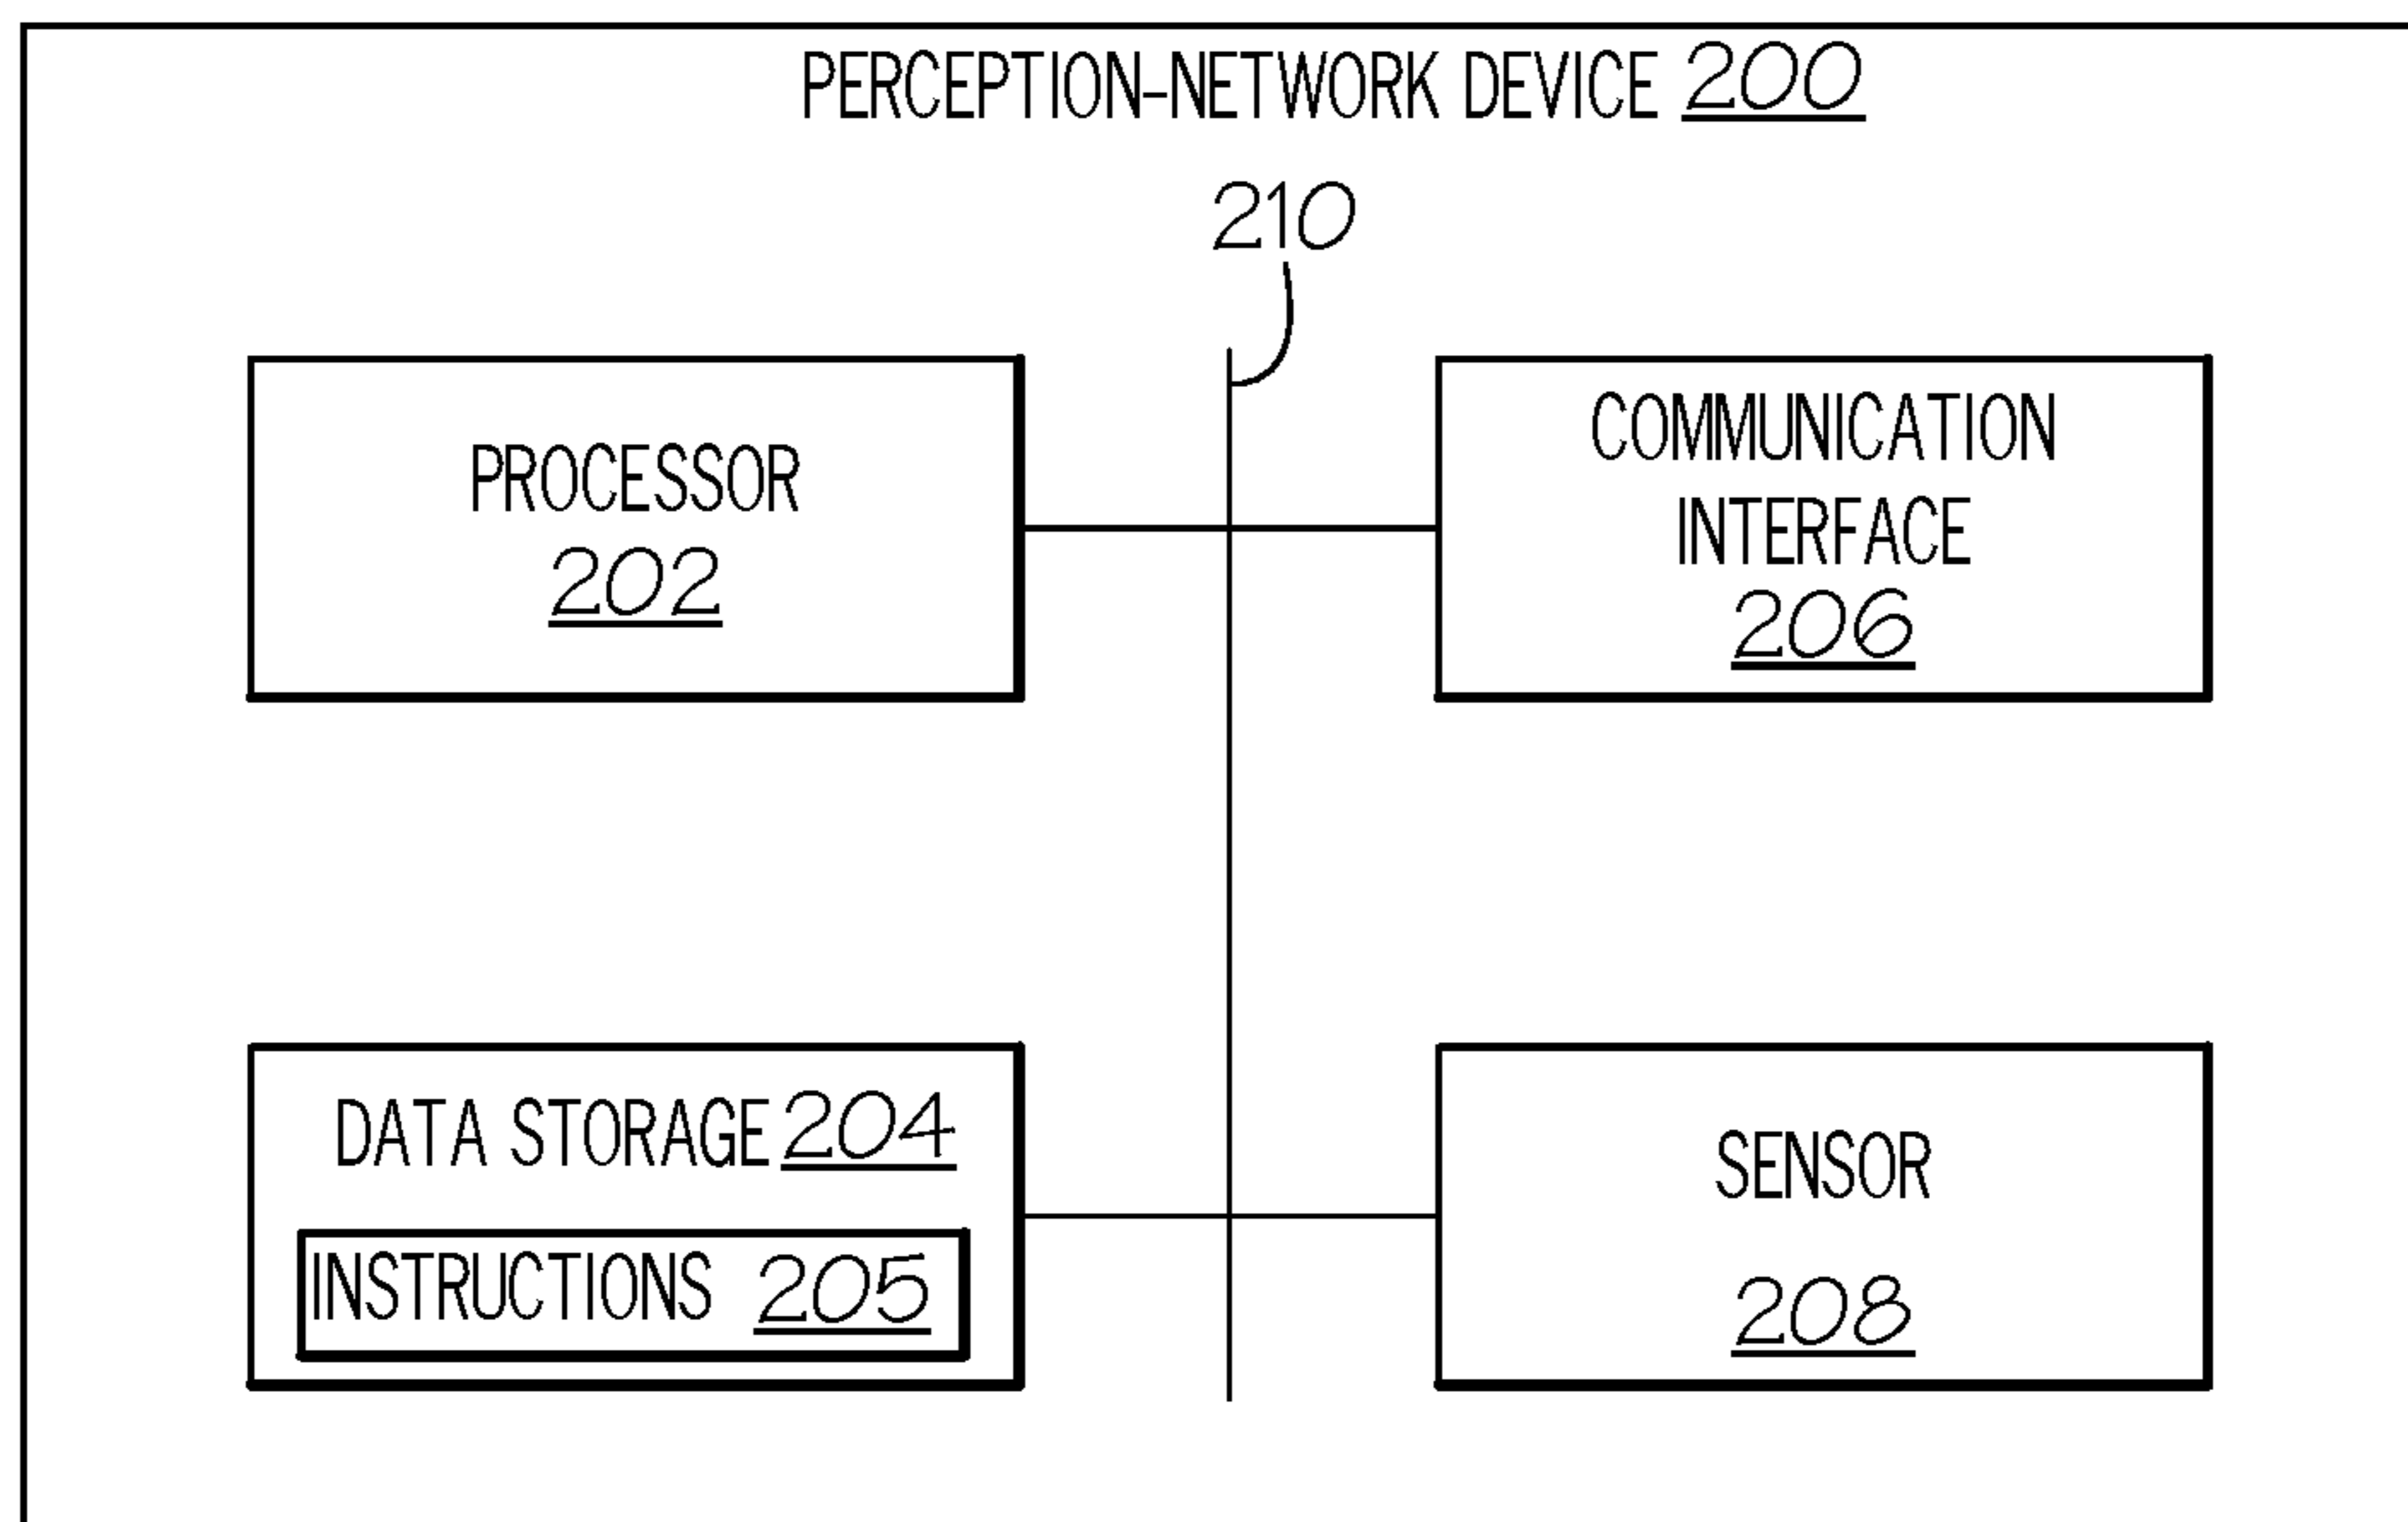 PERCEPTION-NETWORK DEVICE 200
210
PROCESSOR
202
COMMUNICATION
INTERFACE
206
DATA STORAGE 204
INSTRUCTIONS 205
SENSOR
208